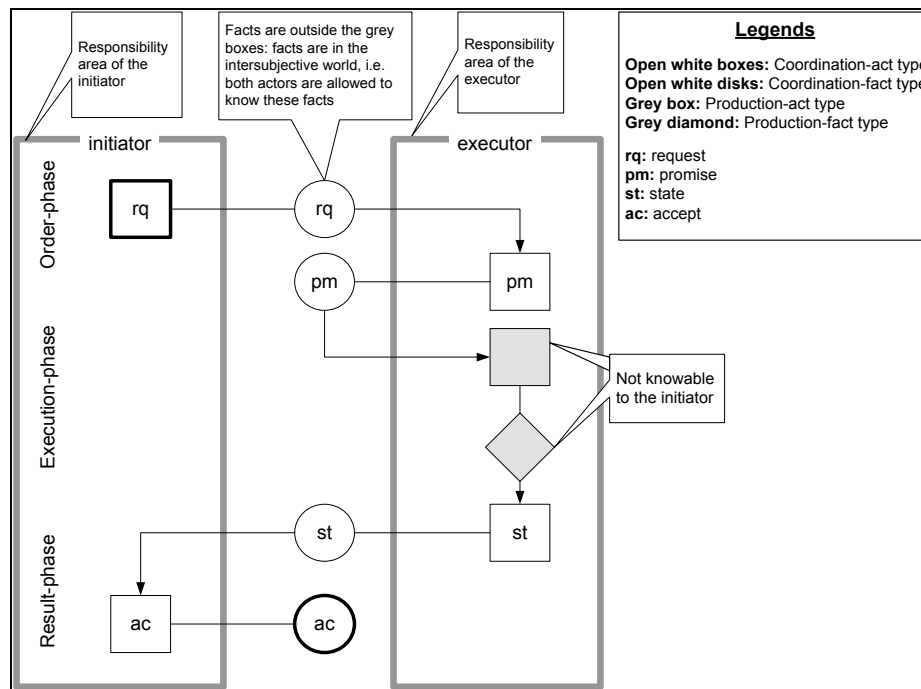 Responsibility
area of the
initiator
Facts are outside the grey
boxes: facts are in the
intersubjective world, i.e.
both actors are allowed to
know these facts
Responsibility
area of the
executor
Legends
Open white boxes: Coordination-act type
Open white disks: Coordination-fact type
Grey box: Production-act type
Grey diamond: Production-fact type
rq: request
pm: promise
st: state
ac: accept
initiator
executor
Order-phase
rq
rq
pm
pm
Execution-phase
Not knowable
to the initiator
Result-phase
st
st
ac
ac